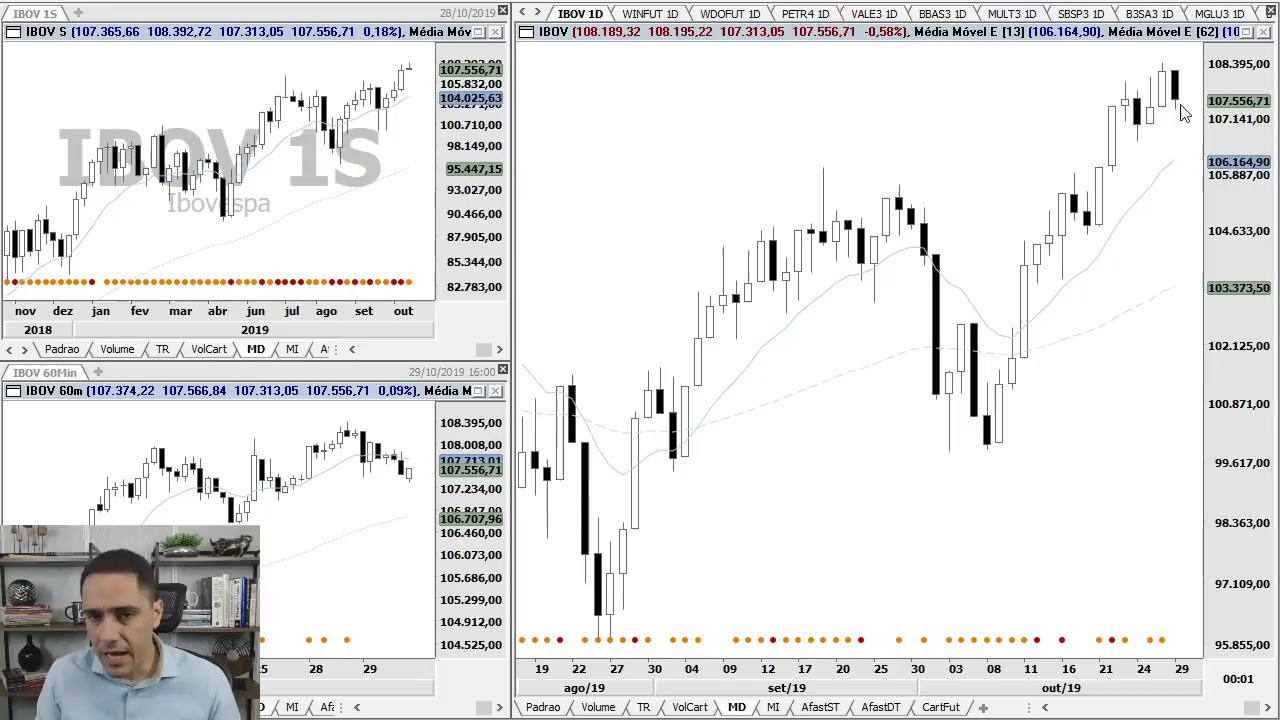 IBOV 1S
28/10/2019
IBOV S (107.365,66 108.392,72 107.313,05 107.556,71 0,18%), Média Móv
107.556,71
105.832,00
104.025,63
100.710,00
98.149,00
95.447,15
93.027,00
90.466,00
87.905,00
85.344,00
82.783,00
IBOV 1S
Ibovespa
nov dez jan fev mar abr jun jul ago set out
2018 2019
Padrao Volume TR VolCart MD MI
IBOV 60Min
29/10/2019 16:00
IBOV 60m (107.374,22 107.566,84 107.313,05 107.556,71 0,09%), Média M
108.395,00
108.008,00
107.713,01
107.556,71
107.234,00
106.707,96
106.460,00
106.073,00
105.686,00
105.299,00
104.912,00
104.525,00
28 29
MI
IBOV 1D WINFUT 1D WDOFUT 1D PETR4 1D VALE3 1D BBAS3 1D MULT3 1D SBSP3 1D B3SA3 1D MGLU3 1D
IBOV (108.189,32 108.195,22 107.313,05 107.556,71 -0,58%), Média Móvel E [13] (106.164,90), Média Móvel E [62] (10
108.395,00
107.556,71
107.141,00
106.164,90
105.887,00
104.633,00
103.373,50
102.125,00
100.871,00
99.617,00
98.363,00
97.109,00
95.855,00
19 22 27 30 04 09 12 17 20 25 30 03 08 11 16 21 24 29
ago/19 set/19 out/19
00:01
Padrao Volume TR VolCart MD MI AfastST AfastDT CartFut